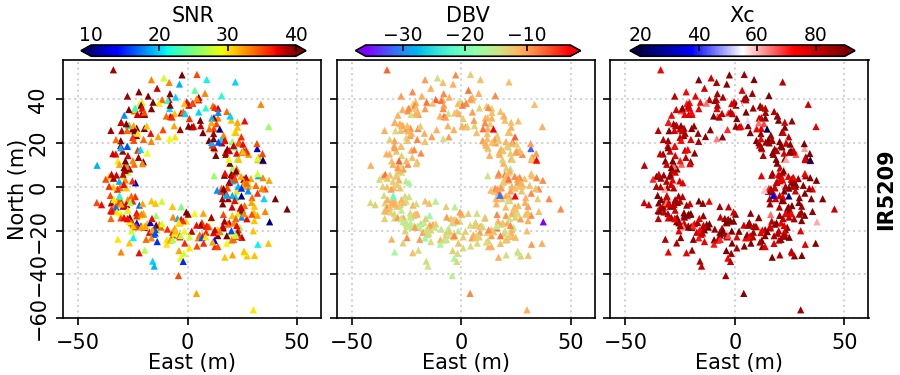 SNR DBV Xc
10 20 30 40 −30 −20 −10 20 40 60 80
North (m)
40
20
0
−20
−40
−60
IR5209
−50 0 50 −50 0 50 −50 0 50
East (m) East (m) East (m)